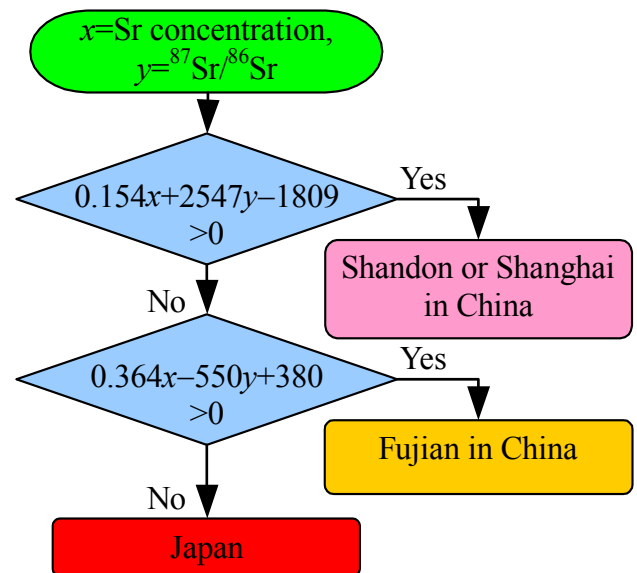 x=Sr concentration,
y=⁸⁷Sr/⁸⁶Sr
0.154x+2547y–1809
>0
Yes
Shandon or Shanghai
in China
No
0.364x–550y+380
>0
Yes
Fujian in China
No
Japan